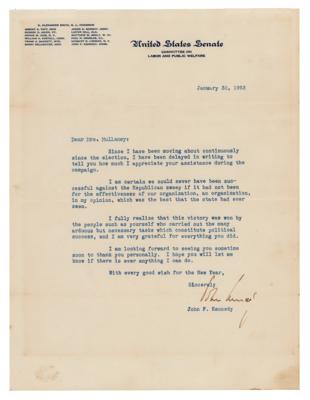 H. ALEXANDER SMITH, N. J., CHAIRMAN
United States Senate
COMMITTEE ON
LABOR AND PUBLIC WELFARE
January 31, 1953
Dear Mrs. Mullaney:
Since I have been moving about continuously
since the election, I have been delayed in writing to
tell you how much I appreciate your assistance during the
campaign.
I am certain we could never have been suc-
cessful against the Republican sweep if it had not been
for the effectiveness of our organization, an organization,
in my opinion, which was the best that the state had ever
seen.
I fully realize that this victory was won by
the people such as yourself who carried out the many
arduous but necessary tasks which constitute political
success, and I am very grateful for everything you did.
I am looking forward to seeing you sometime
soon to thank you personally. I hope you will let me
know if there is ever anything I can do.
With every good wish for the New Year,
Sincerely
John F. Kennedy